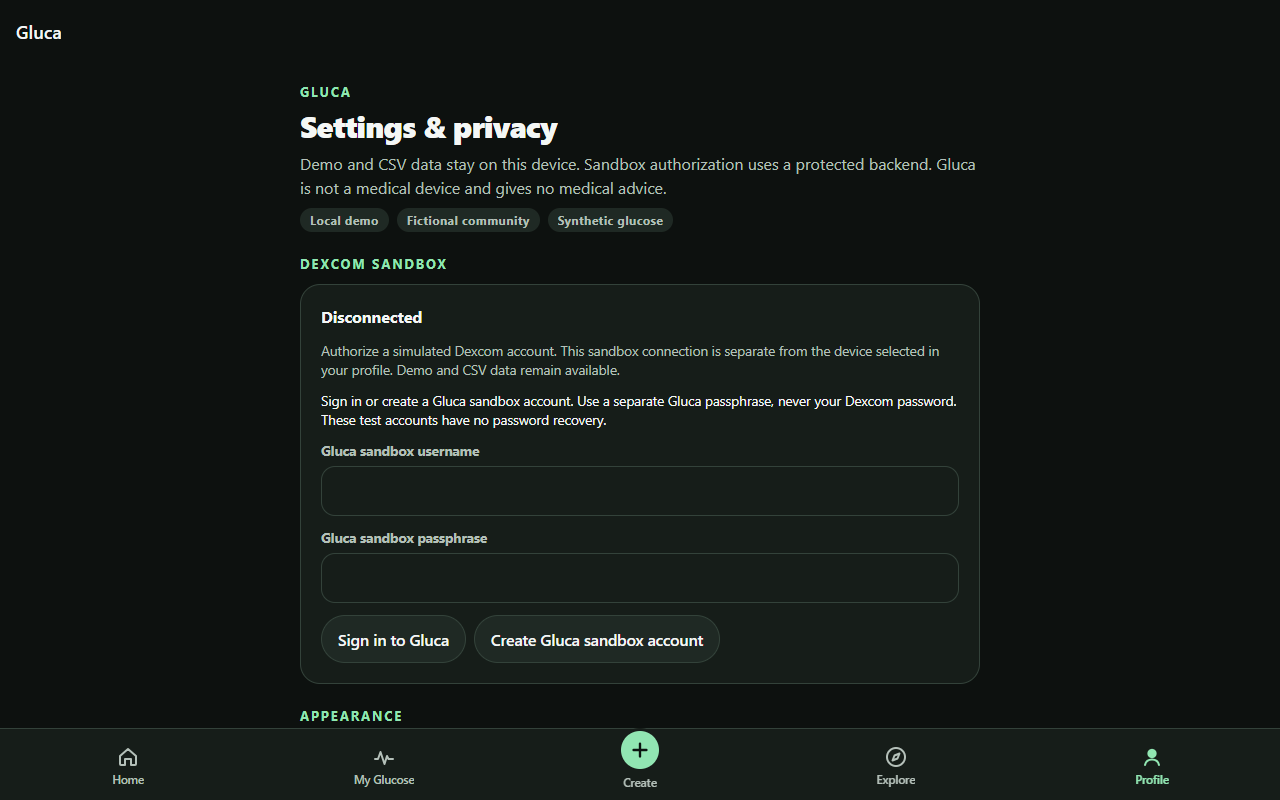 Gluca
GLUCA
Settings & privacy
Demo and CSV data stay on this device. Sandbox authorization uses a protected backend. Gluca
is not a medical device and gives no medical advice.
Local demo
Fictional community
Synthetic glucose
DEXCOM SANDBOX
Disconnected
Authorize a simulated Dexcom account. This sandbox connection is separate from the device selected in
your profile. Demo and CSV data remain available.
Sign in or create a Gluca sandbox account. Use a separate Gluca passphrase, never your Dexcom password.
These test accounts have no password recovery.
Gluca sandbox username
Gluca sandbox passphrase
Sign in to Gluca
Create Gluca sandbox account
APPEARANCE
Home
My Glucose
Create
Explore
Profile